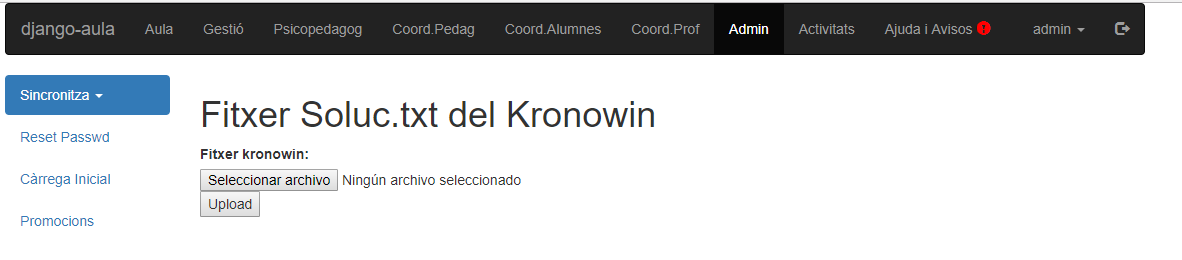 django-aula Aula Gestió Psicopedagog Coord.Pedag Coord.Alumnes Coord.Prof Admin Activitats Ajuda i Avisos admin
Sincronitza
Reset Passwd
Càrrega Inicial
Promocions
Fitxer Soluc.txt del Kronowin
Fitxer kronowin:
Seleccionar archivo Ningún archivo seleccionado
Upload